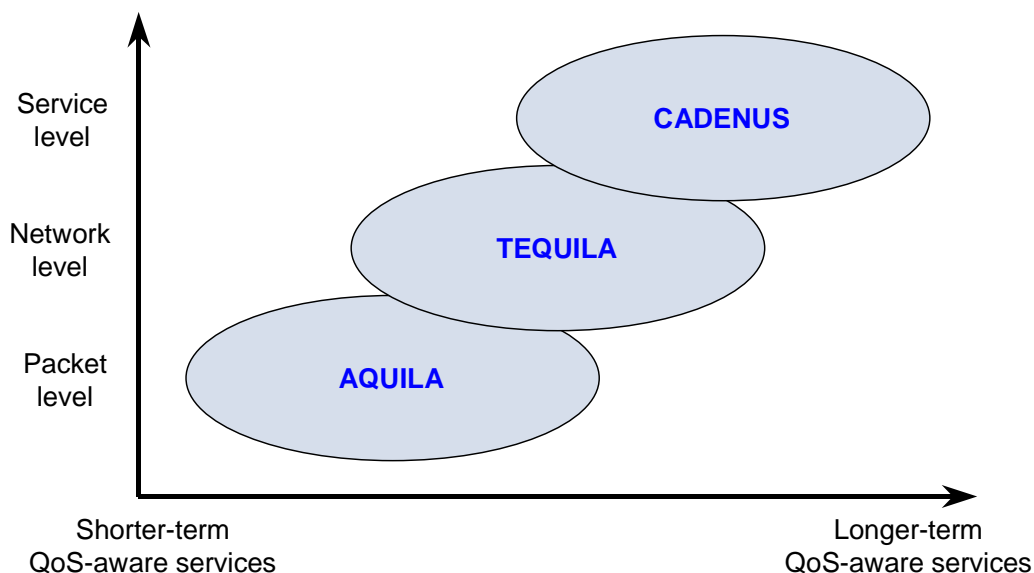 Service
level
CADENUS
Network
level
TEQUILA
Packet
level
AQUILA
Shorter-term
QoS-aware services
Longer-term
QoS-aware services